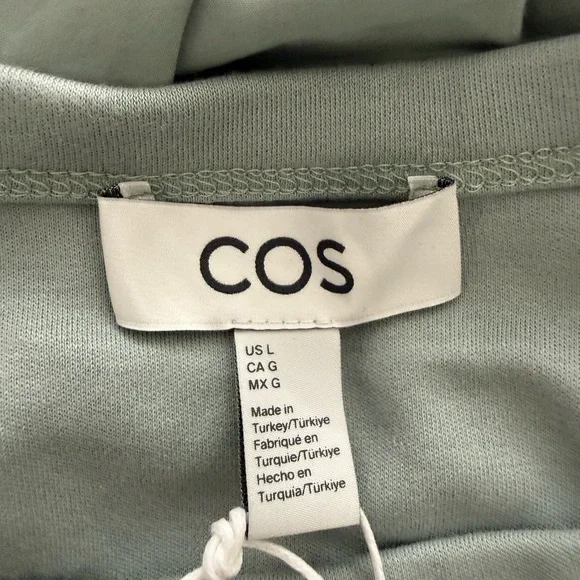 COS
US L
CA G
MX G
Made in
Turkey/Türkiye
Fabriqué en
Turquie/Türkiye
Hecho en
Turquía/Türkiye